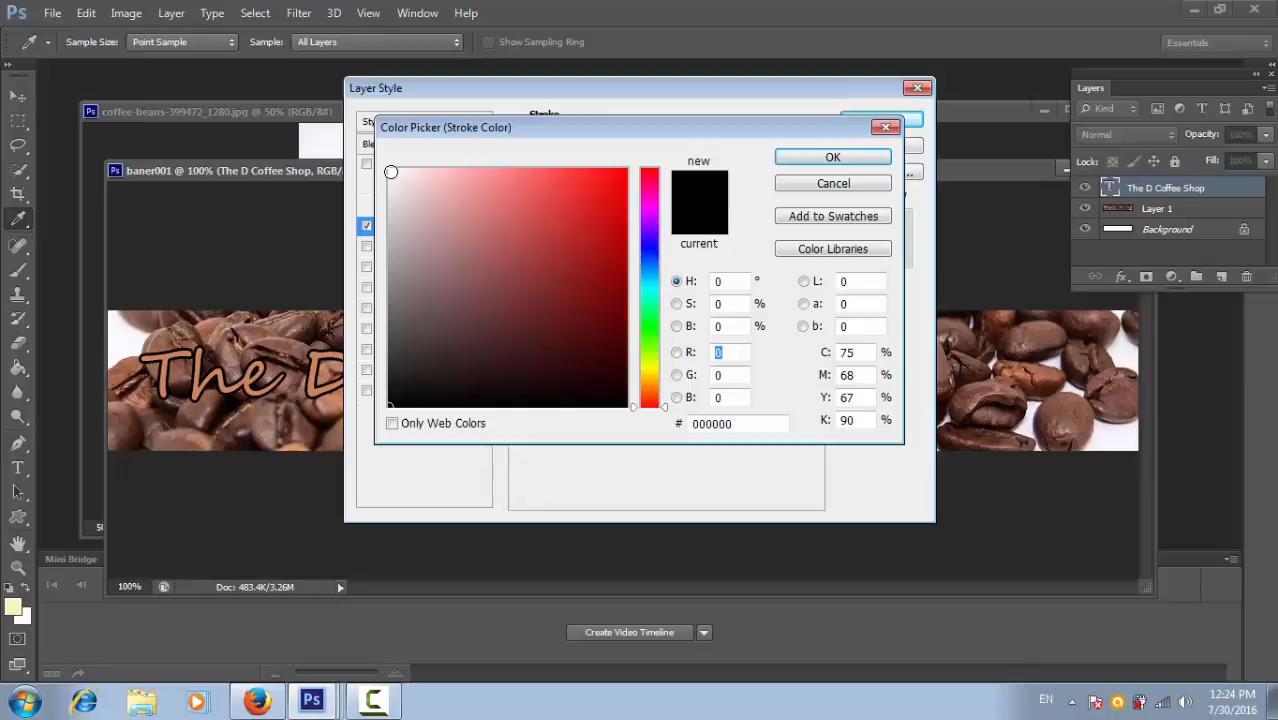 Ps File Edit Image Layer Type Select Filter 3D View Window Help
Sample Size: Point Sample Sample: All Layers Show Sampling Ring Essentials
Ps coffee-beans-399472_1280.jpg @ 50% (RGB/8#)
Ps baner001 @ 100% (The D Coffee Shop, RGB/
Layer Style
Stroke
Color Picker (Stroke Color)
new
current
OK
Cancel
Add to Swatches
Color Libraries
H: 0 °
S: 0 %
B: 0 %
R: 0
G: 0
B: 0
# 000000
L: 0
a: 0
b: 0
C: 75 %
M: 68 %
Y: 67 %
K: 90 %
Only Web Colors
Layers
Kind
Normal Opacity: 100%
Lock: Fill: 100%
The D Coffee Shop
Layer 1
Background
fx
The D
Mini Bridge
100% Doc: 483.4K/3.26M
Create Video Timeline
Ps
EN
12:24 PM
7/30/2016